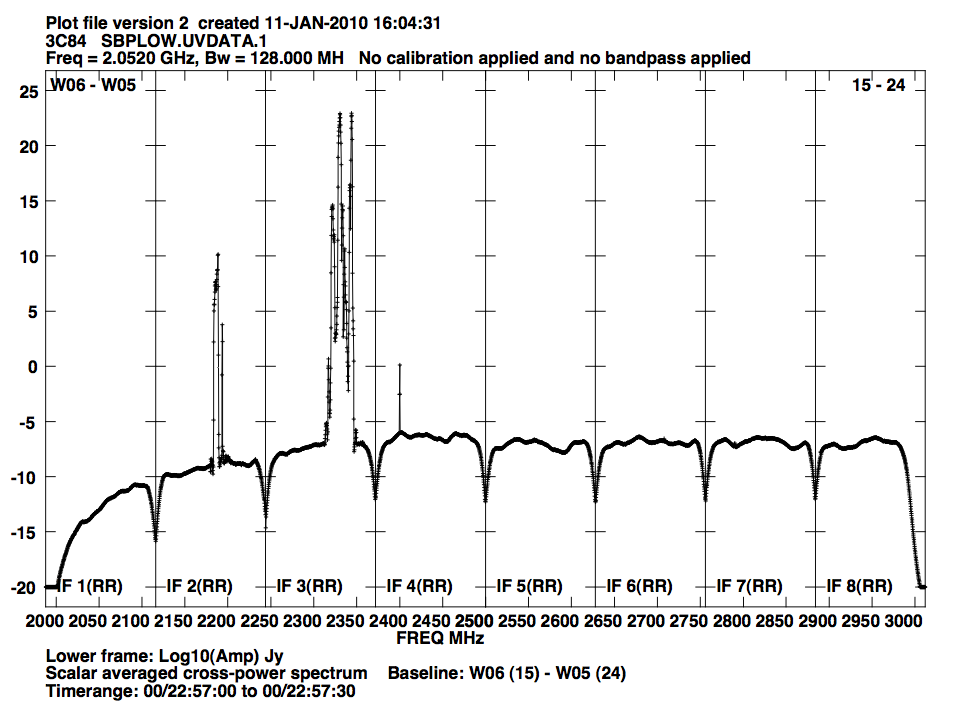 Plot file version 2 created 11-JAN-2010 16:04:31
3C84 SBPLOW.UVDATA.1
Freq = 2.0520 GHz, Bw = 128.000 MH No calibration applied and no bandpass applied
W06 - W05 15 - 24
25
20
15
10
5
0
-5
-10
-15
-20
IF 1(RR) IF 2(RR) IF 3(RR) IF 4(RR) IF 5(RR) IF 6(RR) IF 7(RR) IF 8(RR)
2000 2050 2100 2150 2200 2250 2300 2350 2400 2450 2500 2550 2600 2650 2700 2750 2800 2850 2900 2950 3000
FREQ MHz
Lower frame: Log10(Amp) Jy
Scalar averaged cross-power spectrum Baseline: W06 (15) - W05 (24)
Timerange: 00/22:57:00 to 00/22:57:30